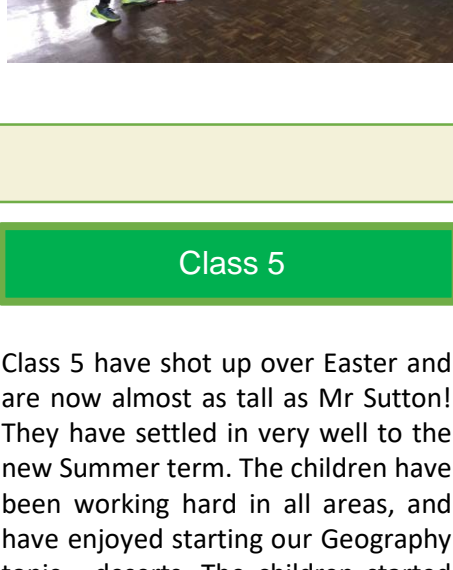 Class 5
Class 5 have shot up over Easter and
are now almost as tall as Mr Sutton!
They have settled in very well to the
new Summer term. The children have
been working hard in all areas, and
have enjoyed starting our Geography
topic - deserts. The children started